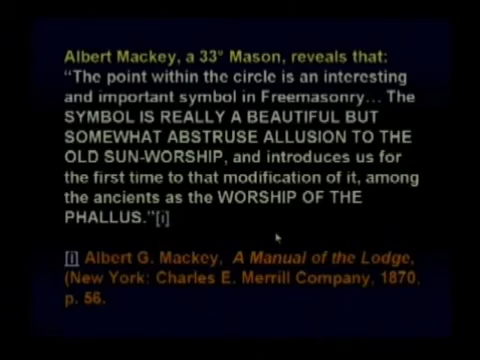 Albert Mackey, a 33° Mason, reveals that:
“The point within the circle is an interesting
and important symbol in Freemasonry... The
SYMBOL IS REALLY A BEAUTIFUL BUT
SOMEWHAT ABSTRUSE ALLUSION TO THE
OLD SUN-WORSHIP, and introduces us for
the first time to that modification of it, among
the ancients as the WORSHIP OF THE
PHALLUS.”[i]
[i] Albert G. Mackey, A Manual of the Lodge,
(New York: Charles E. Merrill Company, 1870,
p. 56.